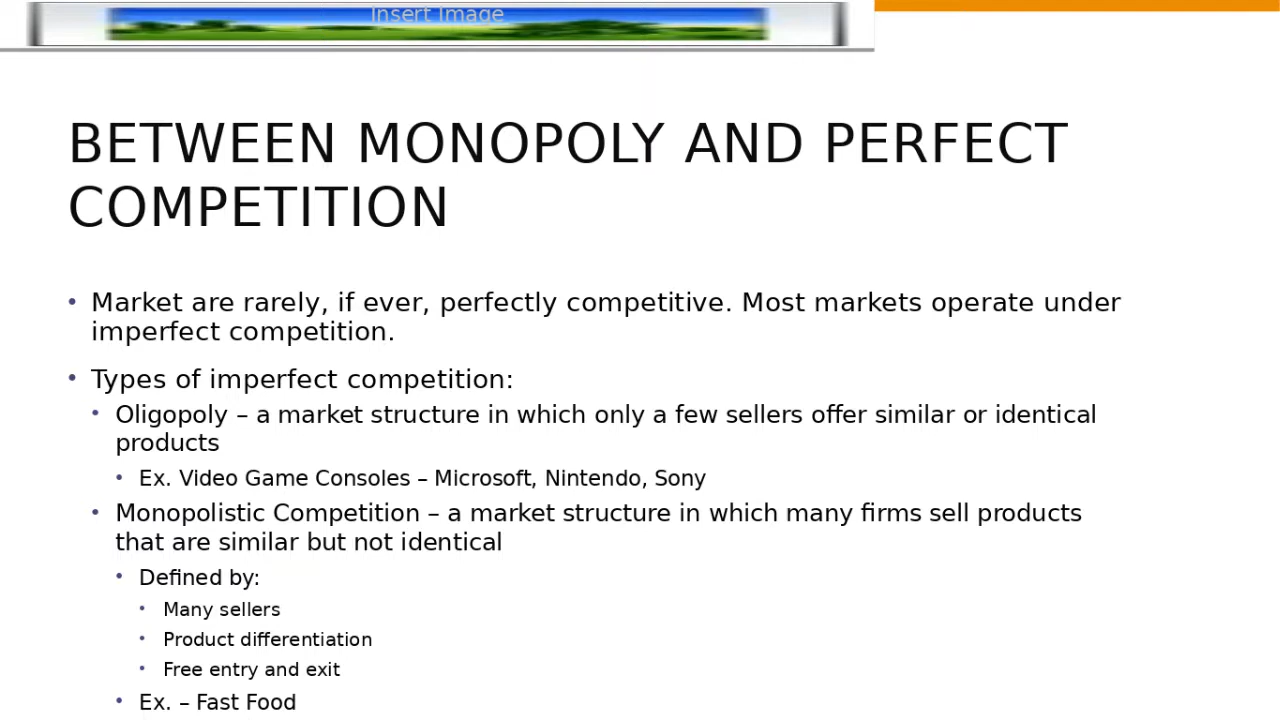 Insert Image
BETWEEN MONOPOLY AND PERFECT
COMPETITION
• Market are rarely, if ever, perfectly competitive. Most markets operate under
imperfect competition.
• Types of imperfect competition:
• Oligopoly – a market structure in which only a few sellers offer similar or identical
products
• Ex. Video Game Consoles – Microsoft, Nintendo, Sony
• Monopolistic Competition – a market structure in which many firms sell products
that are similar but not identical
• Defined by:
• Many sellers
• Product differentiation
• Free entry and exit
• Ex. – Fast Food